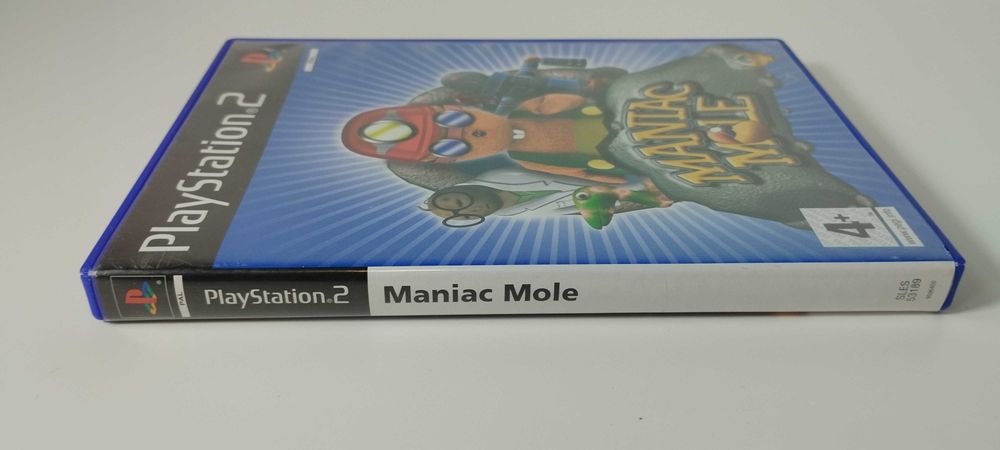 PlayStation®2
MANIAC
MOLE
4+
PAL
PlayStation®2
Maniac Mole
SLES
53189